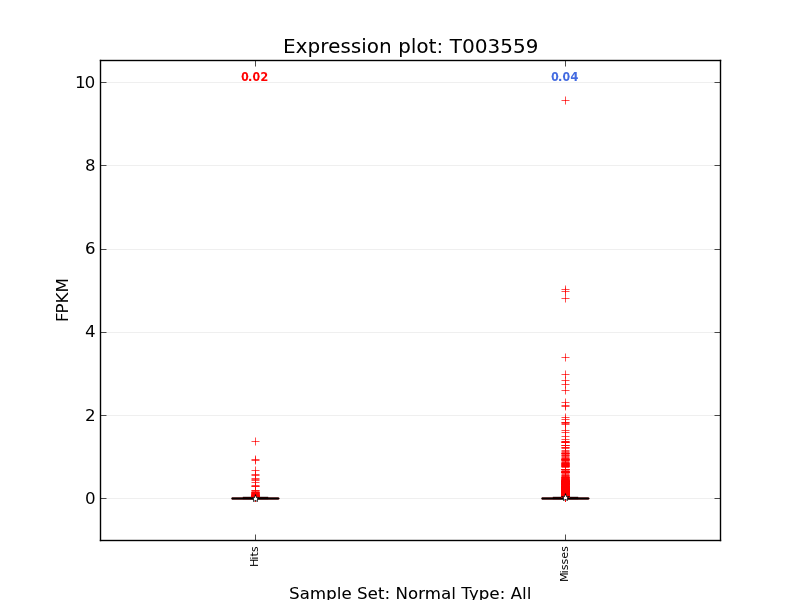 Expression plot: T003559
0.02
0.04
10
8
6
4
2
0
FPKM
Hits
Misses
Sample Set: Normal Type: All